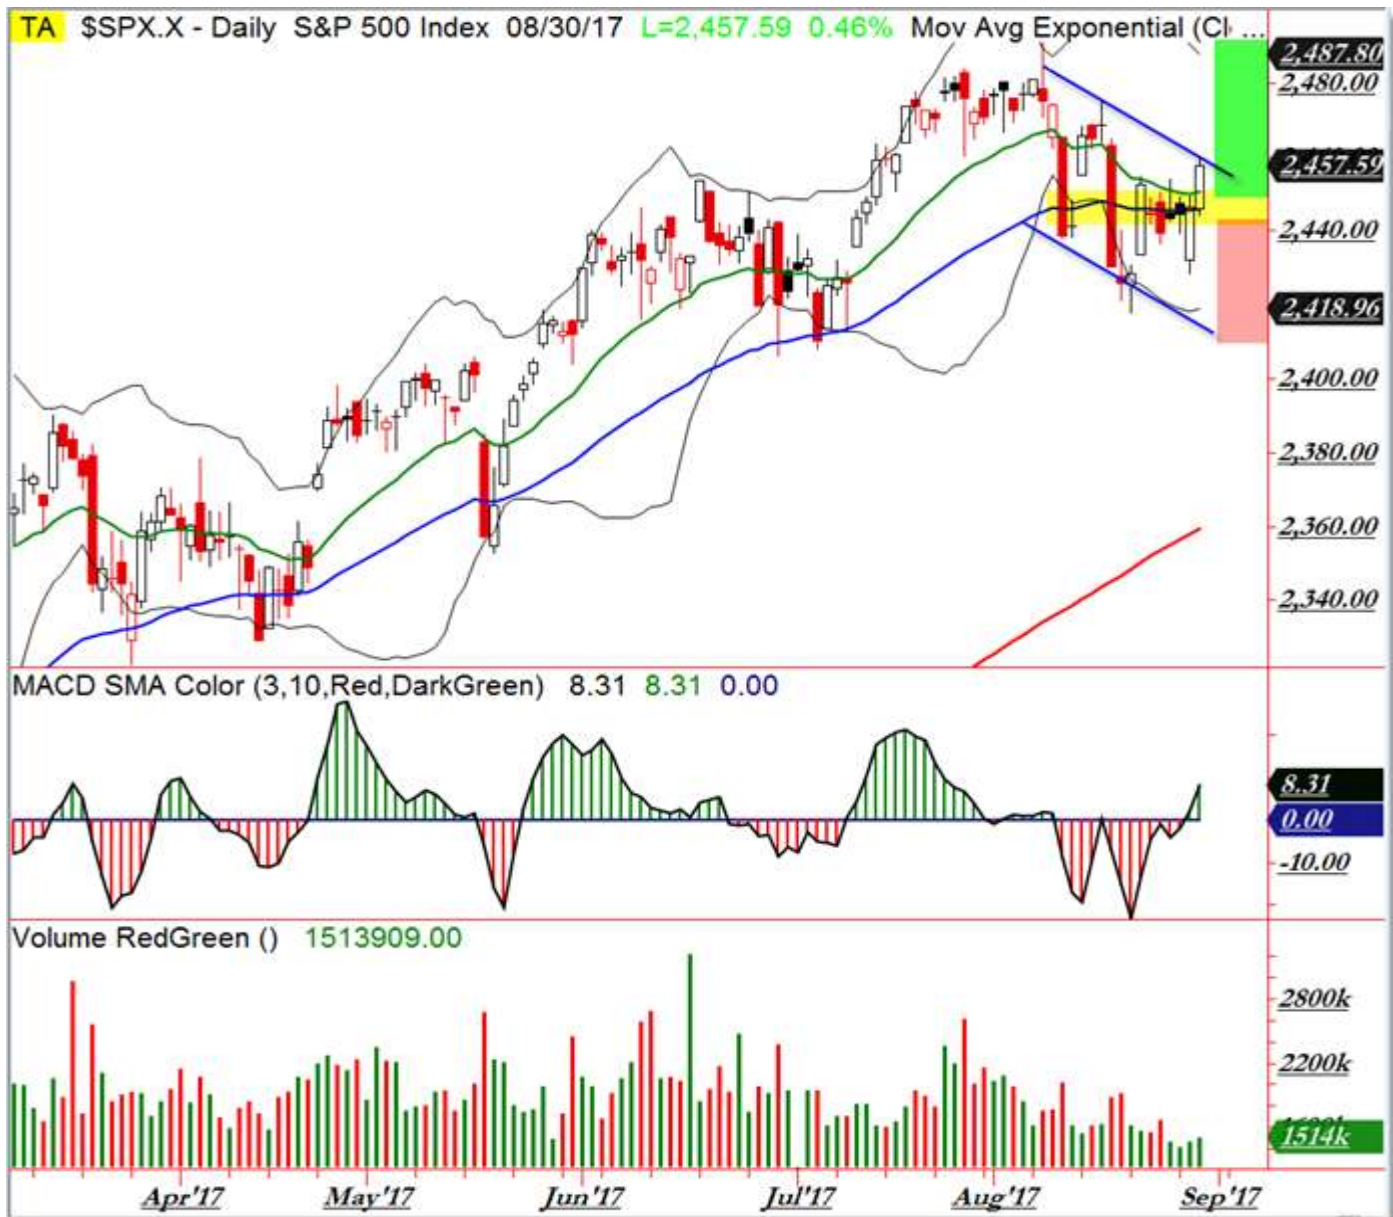 TA $SPX.X - Daily S&P 500 Index 08/30/17 L=2,457.59 0.46% Mov Avg Exponential (Cl ...
2,487.80
2,480.00
2,457.59
2,440.00
2,418.96
2,400.00
2,380.00
2,360.00
2,340.00
MACD SMA Color (3,10,Red,DarkGreen) 8.31 8.31 0.00
8.31
0.00
-10.00
Volume RedGreen () 1513909.00
2800k
2200k
1514k
Apr'17 May'17 Jun'17 Jul'17 Aug'17 Sep'17